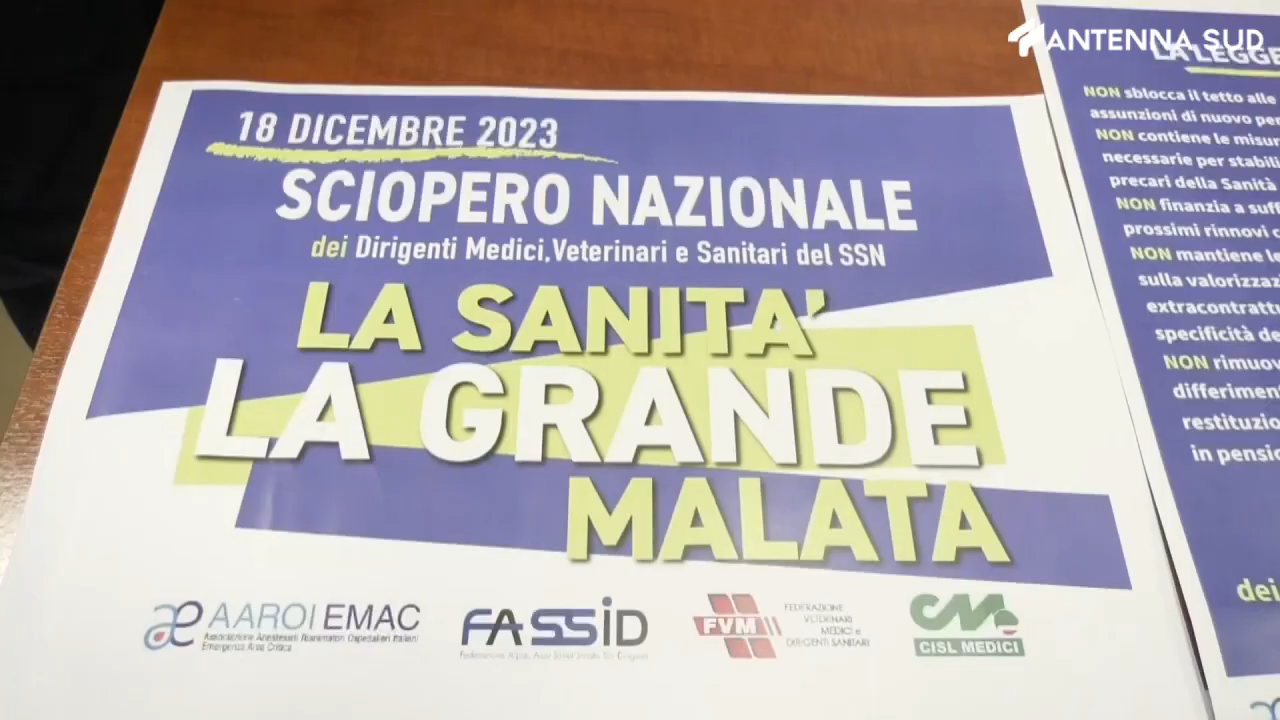 ANTENNA SUD
18 DICEMBRE 2023
SCIOPERO NAZIONALE
dei Dirigenti Medici, Veterinari e Sanitari del SSN
LA SANITA'
LA GRANDE
MALATA
AAROI EMAC
Associazione Anestesisti Rianimatori Ospedalieri Italiani
Emergenza Area Critica
FASSID
FVM
FEDERAZIONE
VETERINARI
MEDICI e
DIRIGENTI SANITARI
CISL MEDICI
LA LEGGE
NON sblocca il tetto alle
assunzioni di nuovo per
NON contiene le misur
necessarie per stabili
precari della Sanità
NON finanzia a suff
prossimi rinnovi c
NON mantiene le
sulla valorizzaz
extracontrattu
specificità de
NON rimuov
differimen
restituzio
in pensio
dei